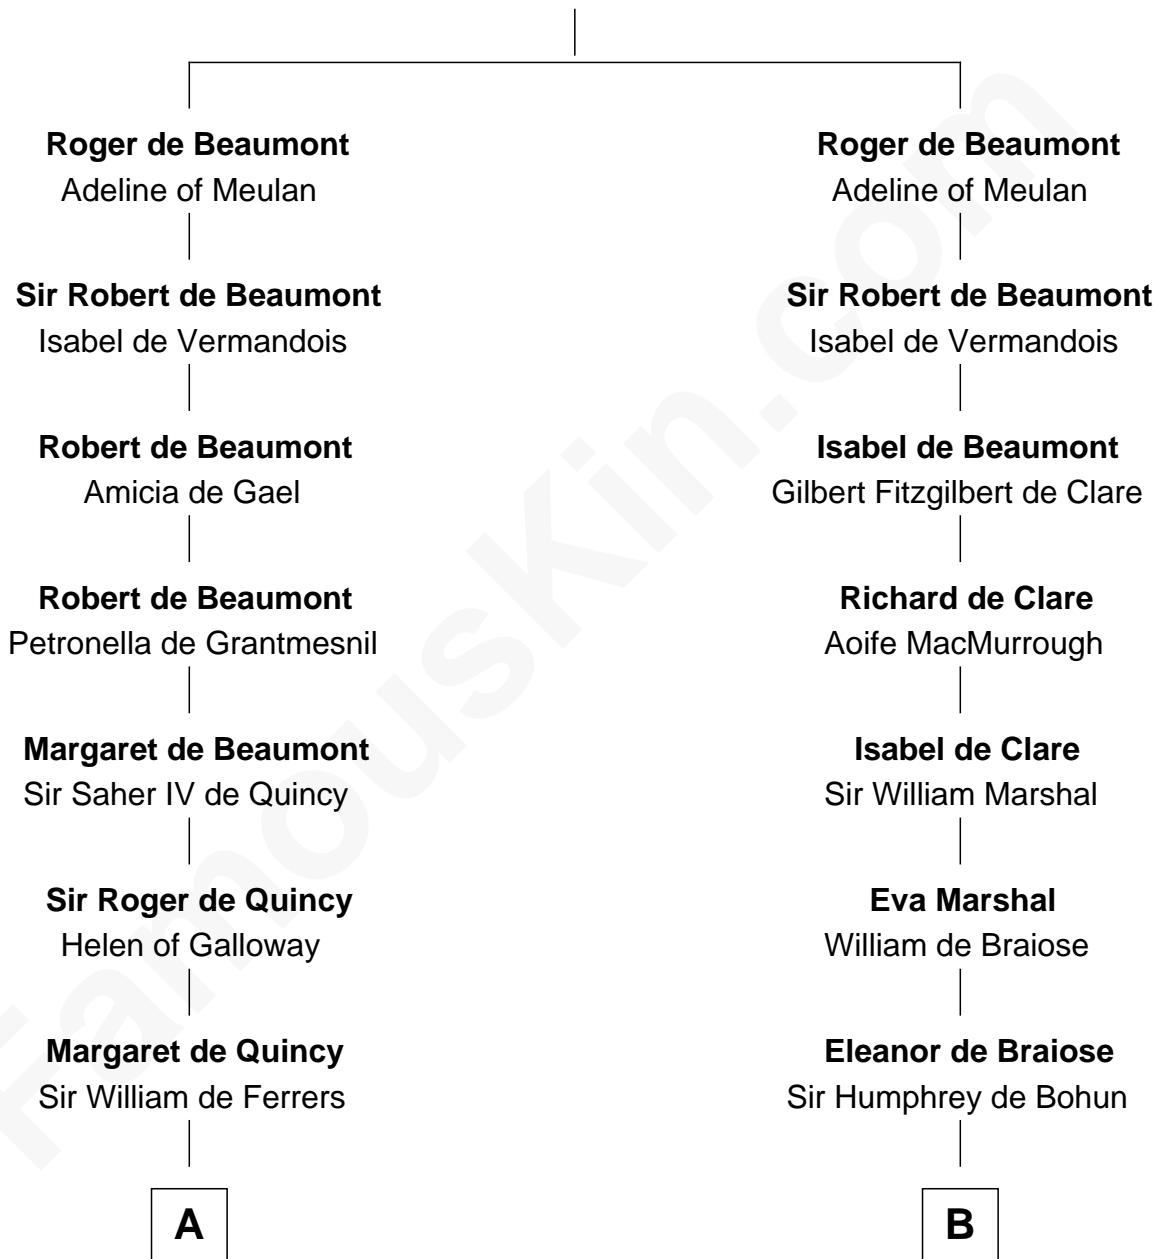 Roger de Beaumont
Adeline of Meulan
Sir Robert de Beaumont
Isabel de Vermandois
Robert de Beaumont
Amicia de Gael
Robert de Beaumont
Petronella de Grantmesnil
Margaret de Beaumont
Sir Saher IV de Quincy
Sir Roger de Quincy
Helen of Galloway
Margaret de Quincy
Sir William de Ferrers
A
Roger de Beaumont
Adeline of Meulan
Sir Robert de Beaumont
Isabel de Vermandois
Isabel de Beaumont
Gilbert Fitzgilbert de Clare
Richard de Clare
Aoife MacMurrough
Isabel de Clare
Sir William Marshal
Eva Marshal
William de Braiose
Eleanor de Braiose
Sir Humphrey de Bohun
B
FamousKin.com